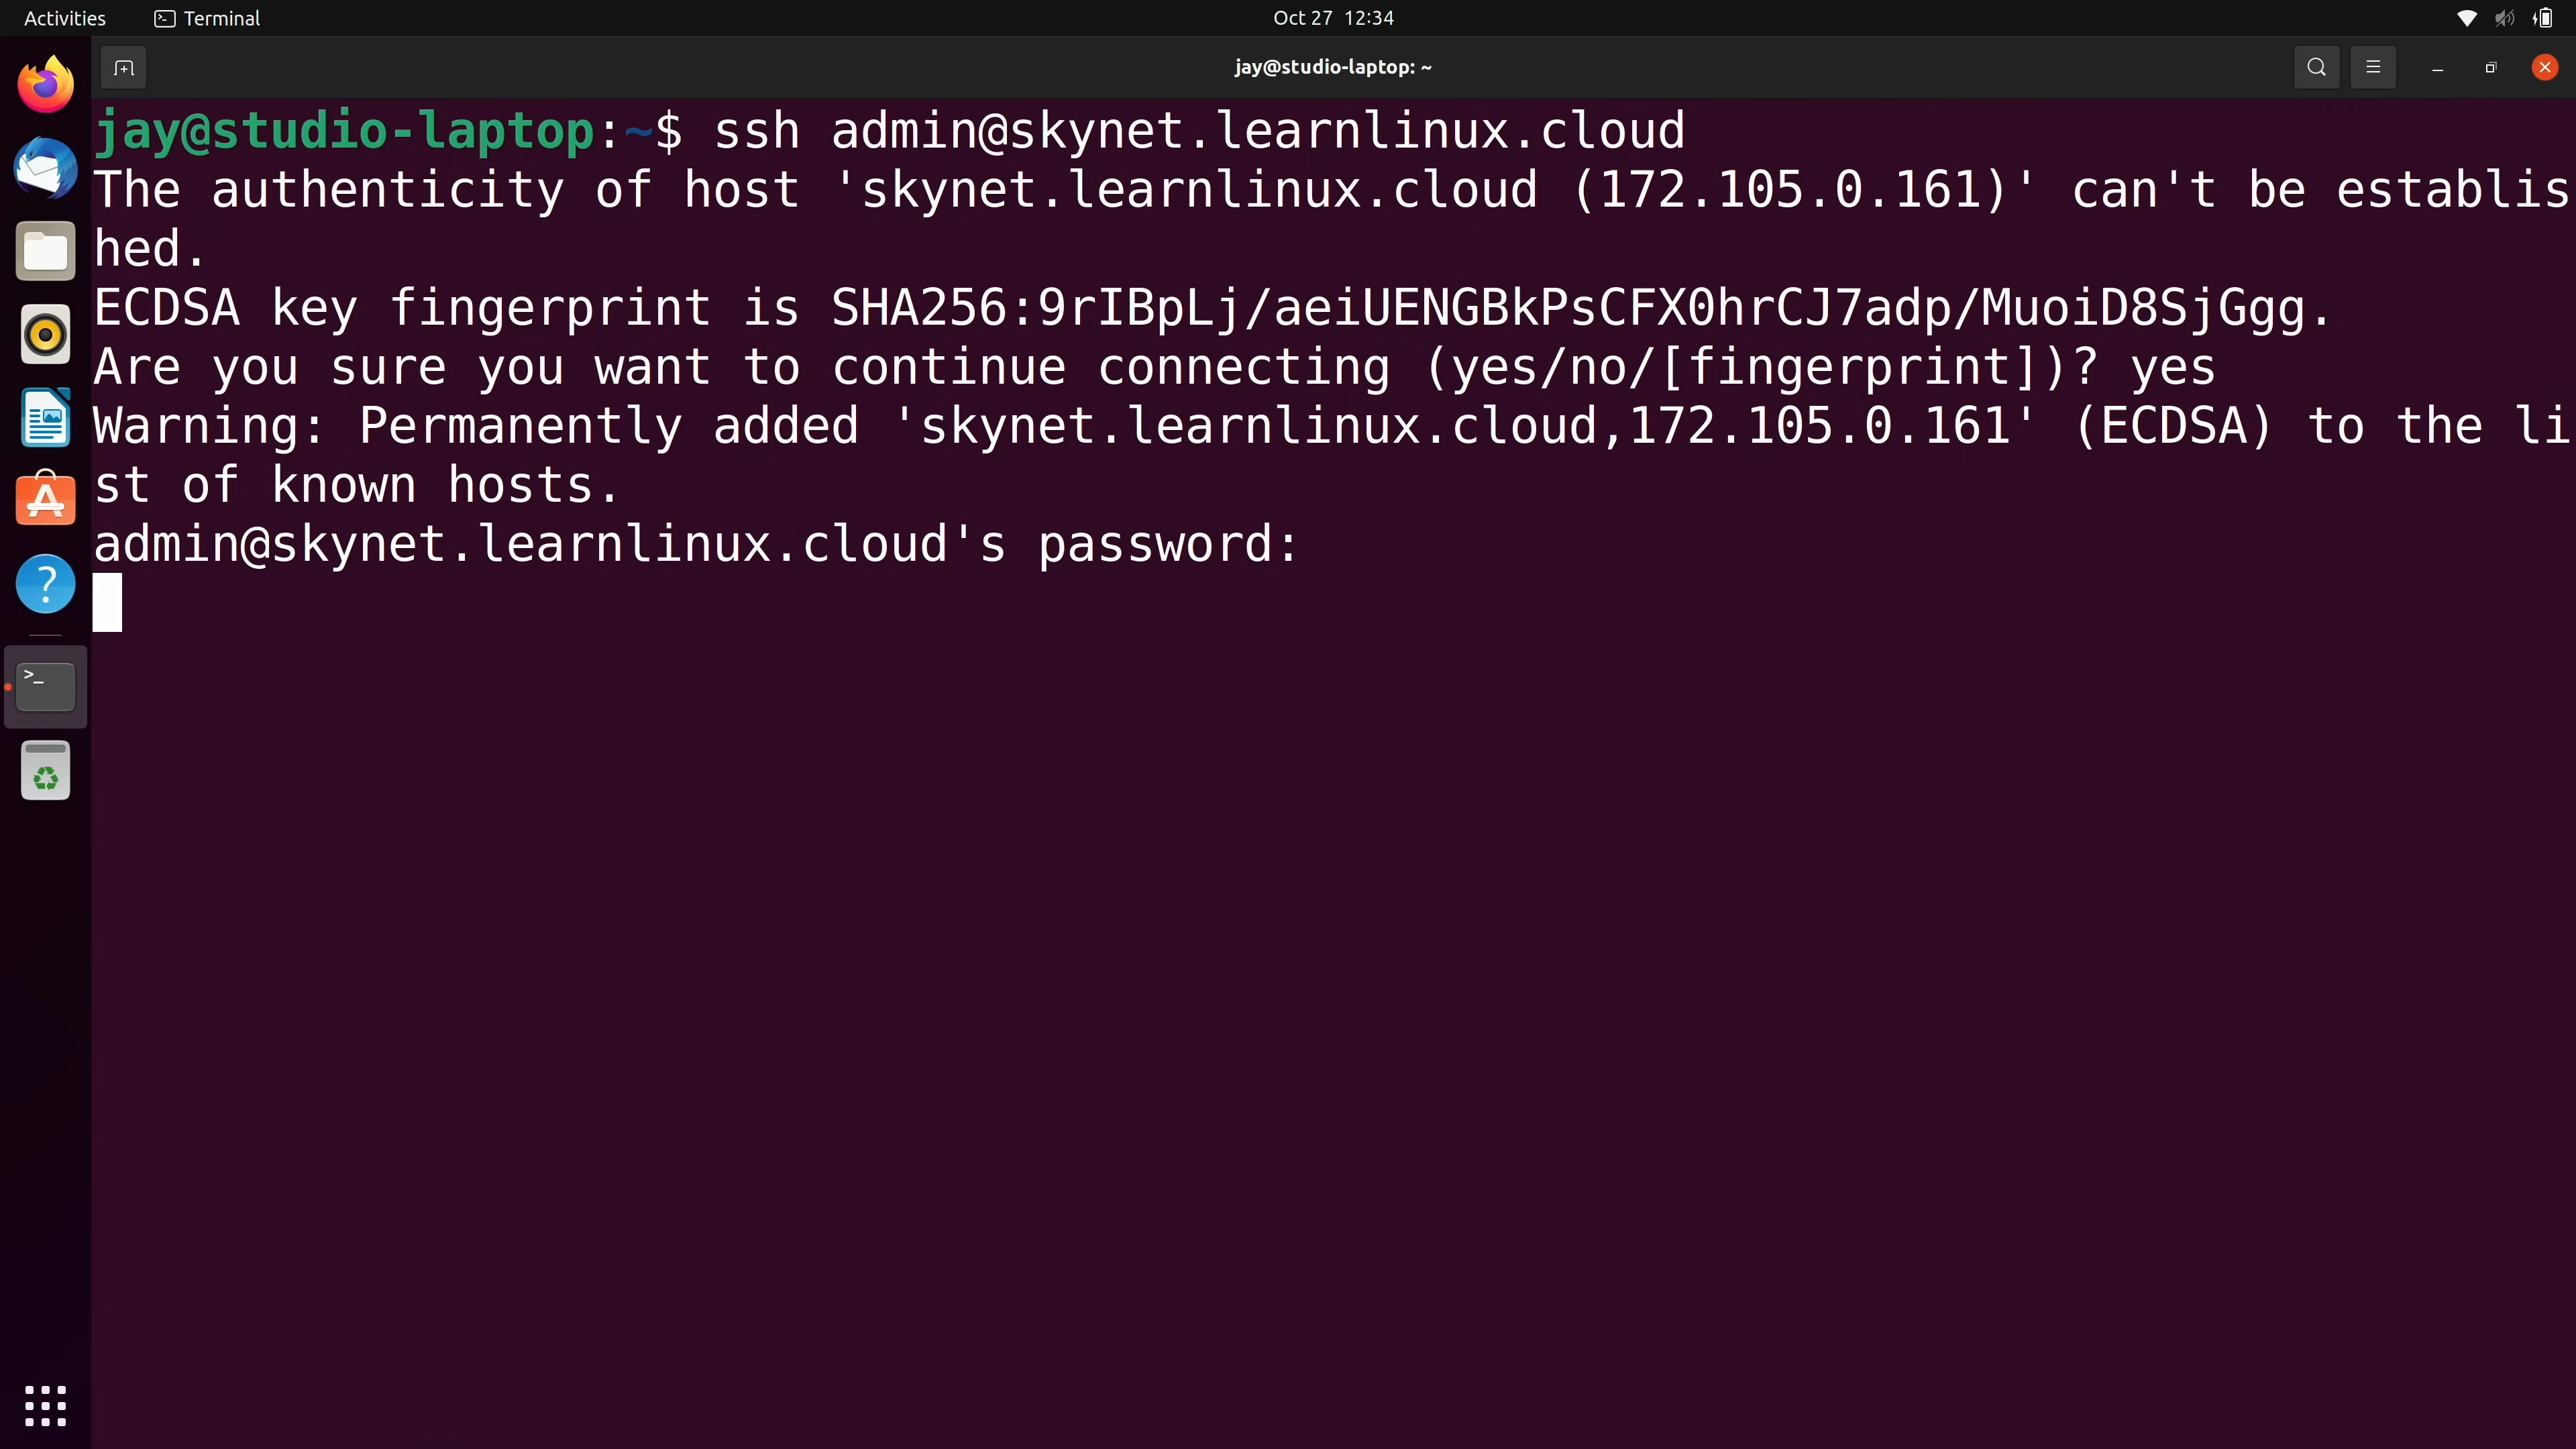 Activities Terminal Oct 27 12:34
jay@studio-laptop: ~
jay@studio-laptop:~$ ssh admin@skynet.learnlinux.cloud
The authenticity of host 'skynet.learnlinux.cloud (172.105.0.161)' can't be establis
hed.
ECDSA key fingerprint is SHA256:9rIBpLj/aeiUENGBkPsCFX0hrCJ7adp/MuoiD8SjGgg.
Are you sure you want to continue connecting (yes/no/[fingerprint])? yes
Warning: Permanently added 'skynet.learnlinux.cloud,172.105.0.161' (ECDSA) to the li
st of known hosts.
admin@skynet.learnlinux.cloud's password: